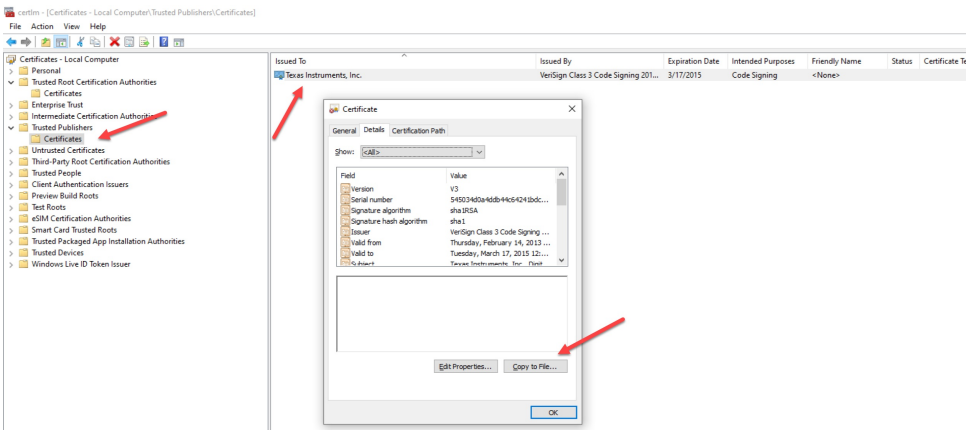 certlm - [Certificates - Local Computer\Trusted Publishers\Certificates]
File Action View Help
Certificates - Local Computer
Personal
Trusted Root Certification Authorities
Certificates
Enterprise Trust
Intermediate Certification Authorities
Trusted Publishers
Certificates
Untrusted Certificates
Third-Party Root Certification Authorities
Trusted People
Client Authentication Issuers
Preview Build Roots
Test Roots
eSIM Certification Authorities
Smart Card Trusted Roots
Trusted Packaged App Installation Authorities
Trusted Devices
Windows Live ID Token Issuer
Issued To Issued By Expiration Date Intended Purposes Friendly Name Status Certificate Te
Texas Instruments, Inc. VeriSign Class 3 Code Signing 201... 3/17/2015 Code Signing <None>
Certificate
General Details Certification Path
Show: <All>
Field Value
Version V3
Serial number 545034d0a4ddb44c64241bdc...
Signature algorithm sha1RSA
Signature hash algorithm sha1
Issuer VeriSign Class 3 Code Signing ...
Valid from Thursday, February 14, 2013 ...
Valid to Tuesday, March 17, 2015 12:...
Subject Texas Instruments, Inc., Digit
Edit Properties... Copy to File...
OK